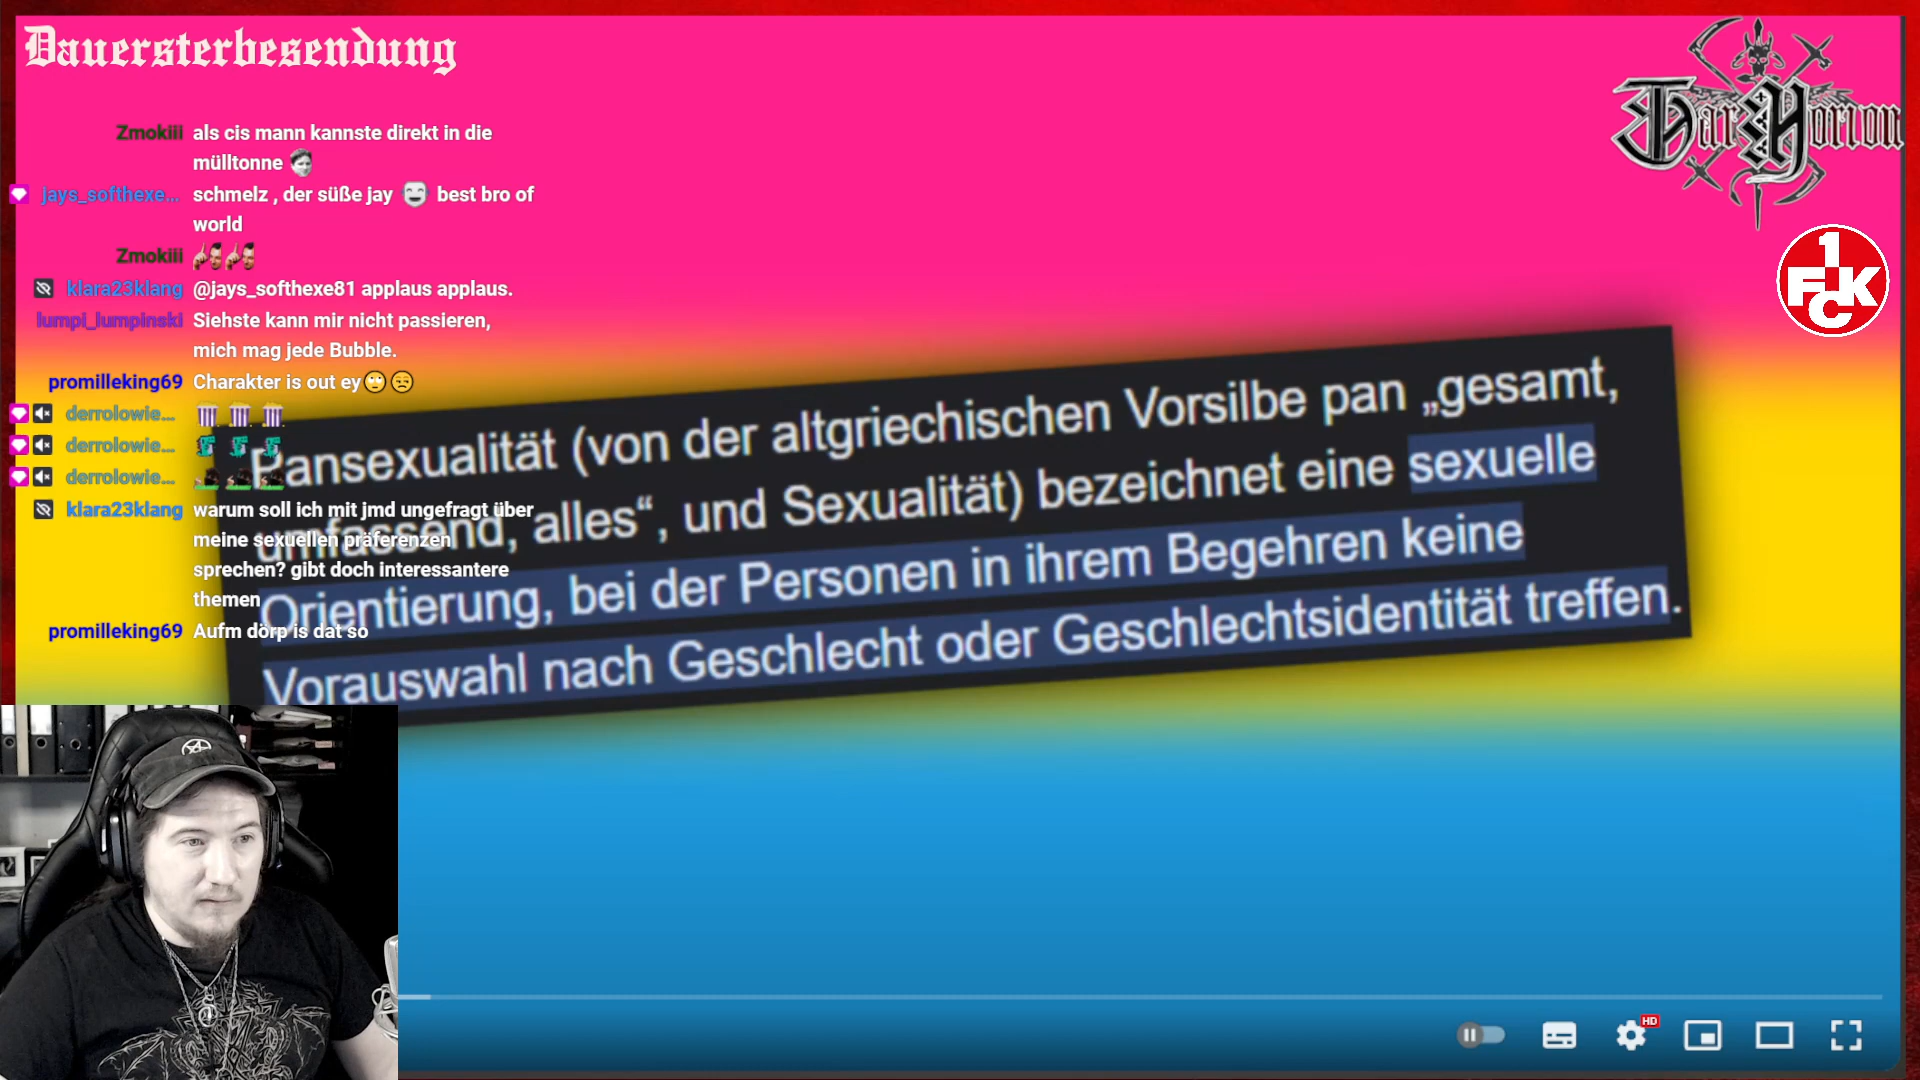 Dauersterbesendung
Zmokiii als cis mann kannste direkt in die
mülltonne
jays_softhexe... schmelz , der süße jay best bro of
world
Zmokiii
klara23klang @jays_softhexe81 applaus applaus.
lumpi_lumpinski Siehste kann mir nicht passieren,
mich mag jede Bubble.
promilleking69 Charakter is out ey
derrolowie...
derrolowie...
derrolowie...
klara23klang warum soll ich mit jmd ungefragt über
meine sexuellen präferenzen
sprechen? gibt doch interessantere
themen
promilleking69 Aufm dörp is dat so
Pansexualität (von der altgriechischen Vorsilbe pan „gesamt,
umfassend, alles“, und Sexualität) bezeichnet eine sexuelle
Orientierung, bei der Personen in ihrem Begehren keine
Vorauswahl nach Geschlecht oder Geschlechtsidentität treffen.
1
FCK
HD